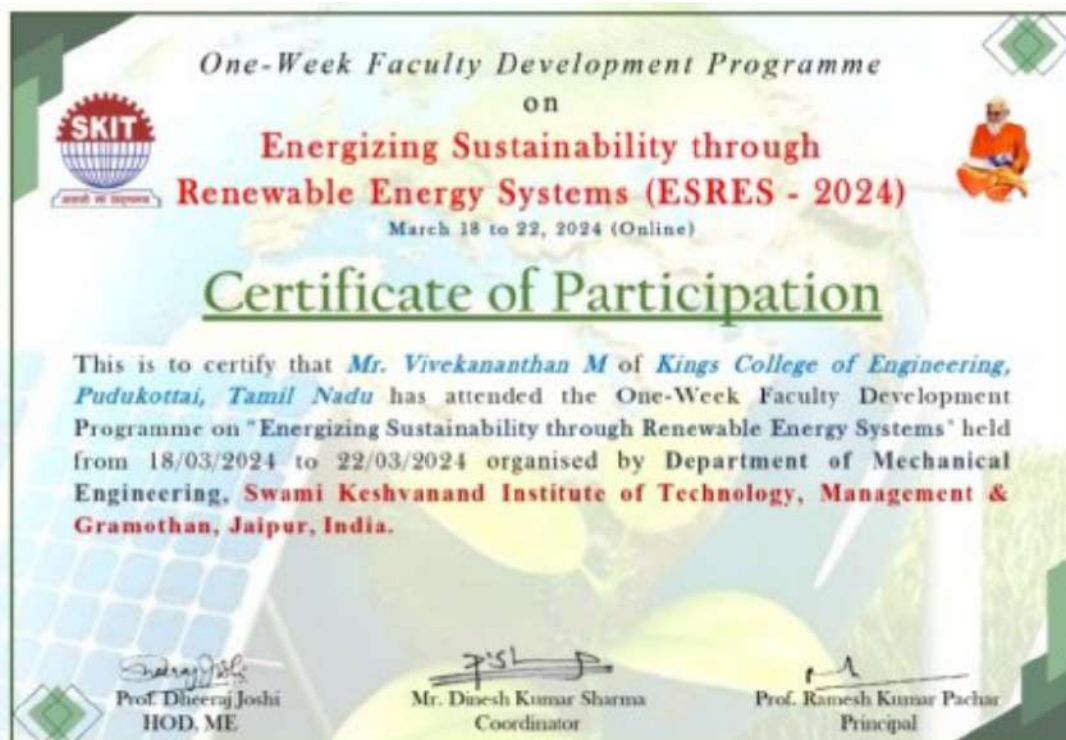 One-Week Faculty Development Programme
on
SKIT
Energizing Sustainability through
Renewable Energy Systems (ESRES - 2024)
March 18 to 22, 2024 (Online)
Certificate of Participation
This is to certify that Mr. Vivekananthan M of Kings College of Engineering,
Pudukottai, Tamil Nadu has attended the One-Week Faculty Development
Programme on "Energizing Sustainability through Renewable Energy Systems" held
from 18/03/2024 to 22/03/2024 organised by Department of Mechanical
Engineering, Swami Keshvanand Institute of Technology, Management &
Gramothan, Jaipur, India.
Prof. Dheeraj Joshi
HOD, ME
Mr. Dinesh Kumar Sharma
Coordinator
Prof. Ramesh Kumar Pachar
Principal